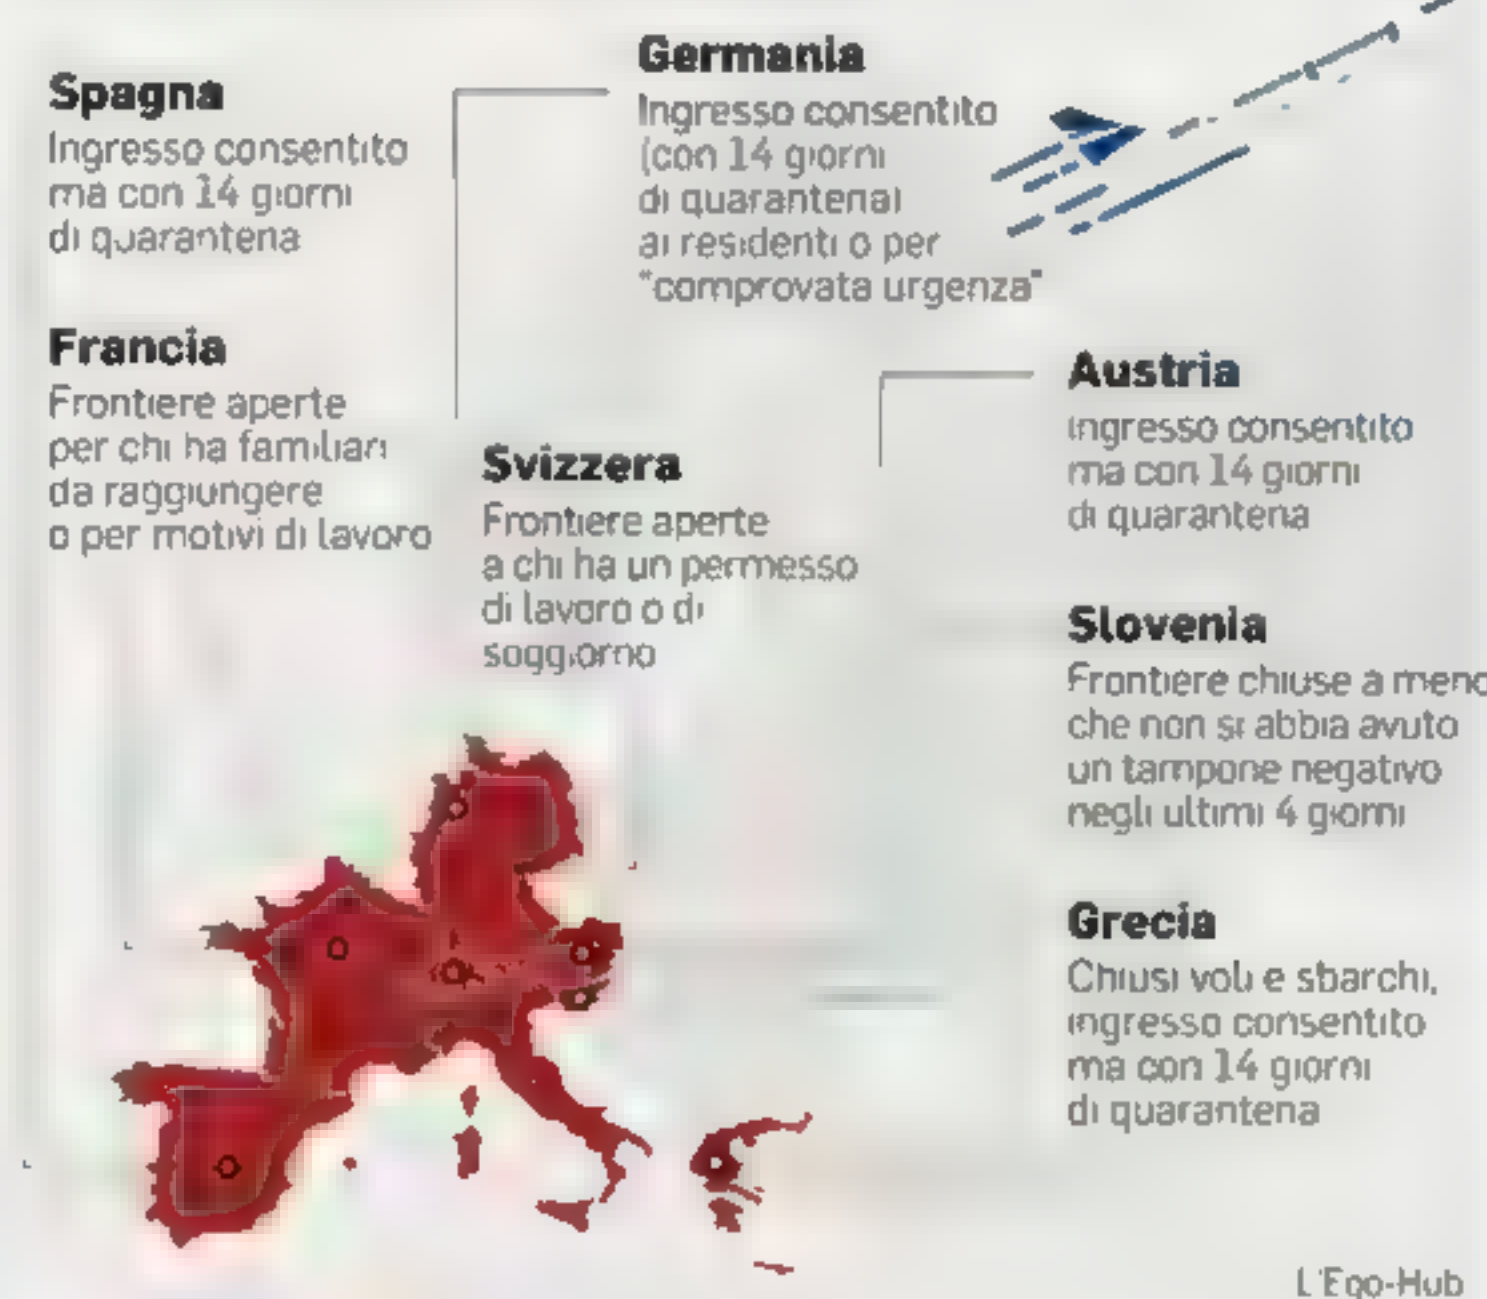 Spagna
Ingresso consentito
ma con 14 giorni
di quarantena
Francia
Frontiere aperte
per chi ha familiari
da raggiungere
o per motivi di lavoro
Germania
Ingresso consentito
(con 14 giorni
di quarantena)
ai residenti o per
"comprovata urgenza"
Svizzera
Frontiere aperte
a chi ha un permesso
di lavoro o di
soggiorno
Austria
Ingresso consentito
ma con 14 giorni
di quarantena
Slovenia
Frontiere chiuse a meno
che non si abbia avuto
un tampone negativo
negli ultimi 4 giorni
Grecia
Chiusi voli e sbarchi,
ingresso consentito
ma con 14 giorni
di quarantena
L'Ego-Hub